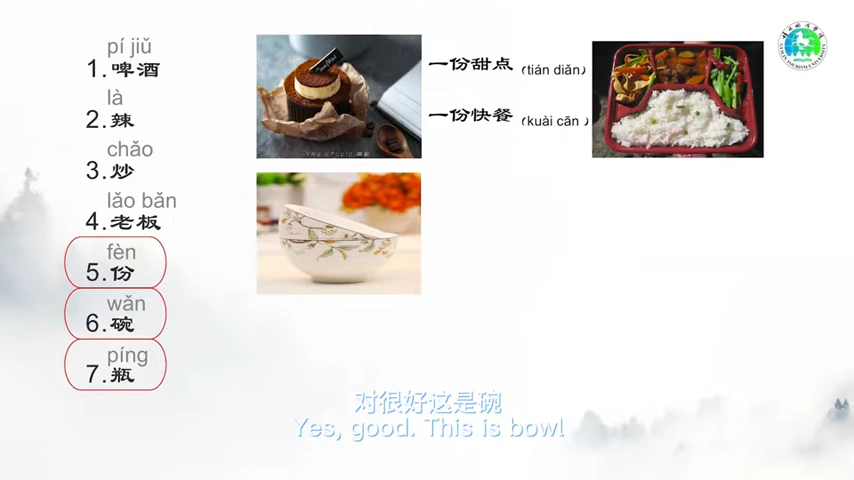 pí jiǔ
1.啤酒
là
2.辣
chǎo
3.炒
lǎo bǎn
4.老板
fèn
5.份
wǎn
6.碗
píng
7.瓶
一份甜点 (tián diǎn)
一份快餐 (kuài cān)
对很好这是碗
Yes, good. This is bowl